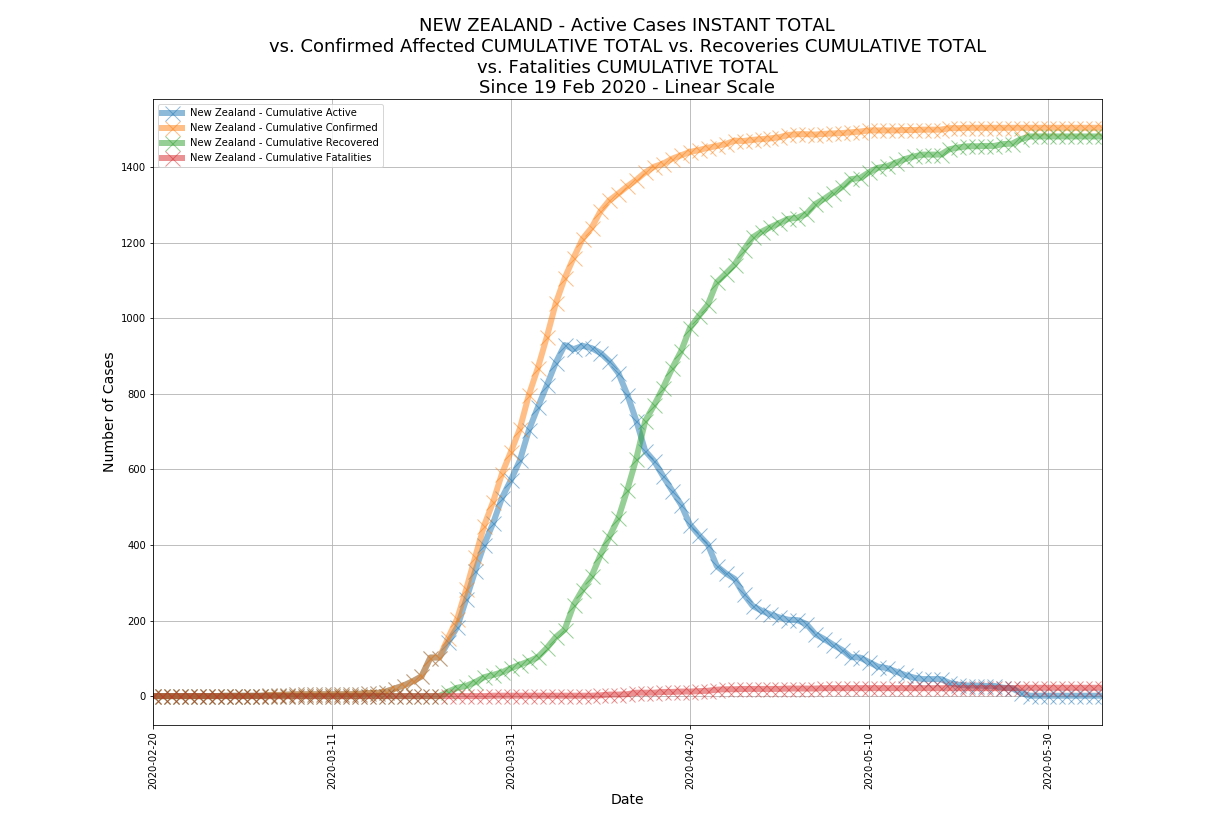 NEW ZEALAND - Active Cases INSTANT TOTAL
vs. Confirmed Affected CUMULATIVE TOTAL vs. Recoveries CUMULATIVE TOTAL
vs. Fatalities CUMULATIVE TOTAL
Since 19 Feb 2020 - Linear Scale
New Zealand - Cumulative Active
New Zealand - Cumulative Confirmed
New Zealand - Cumulative Recovered
New Zealand - Cumulative Fatalities
Number of Cases
1400
1200
1000
800
600
400
200
0
2020-02-20
2020-03-11
2020-03-31
2020-04-20
2020-05-10
2020-05-30
Date